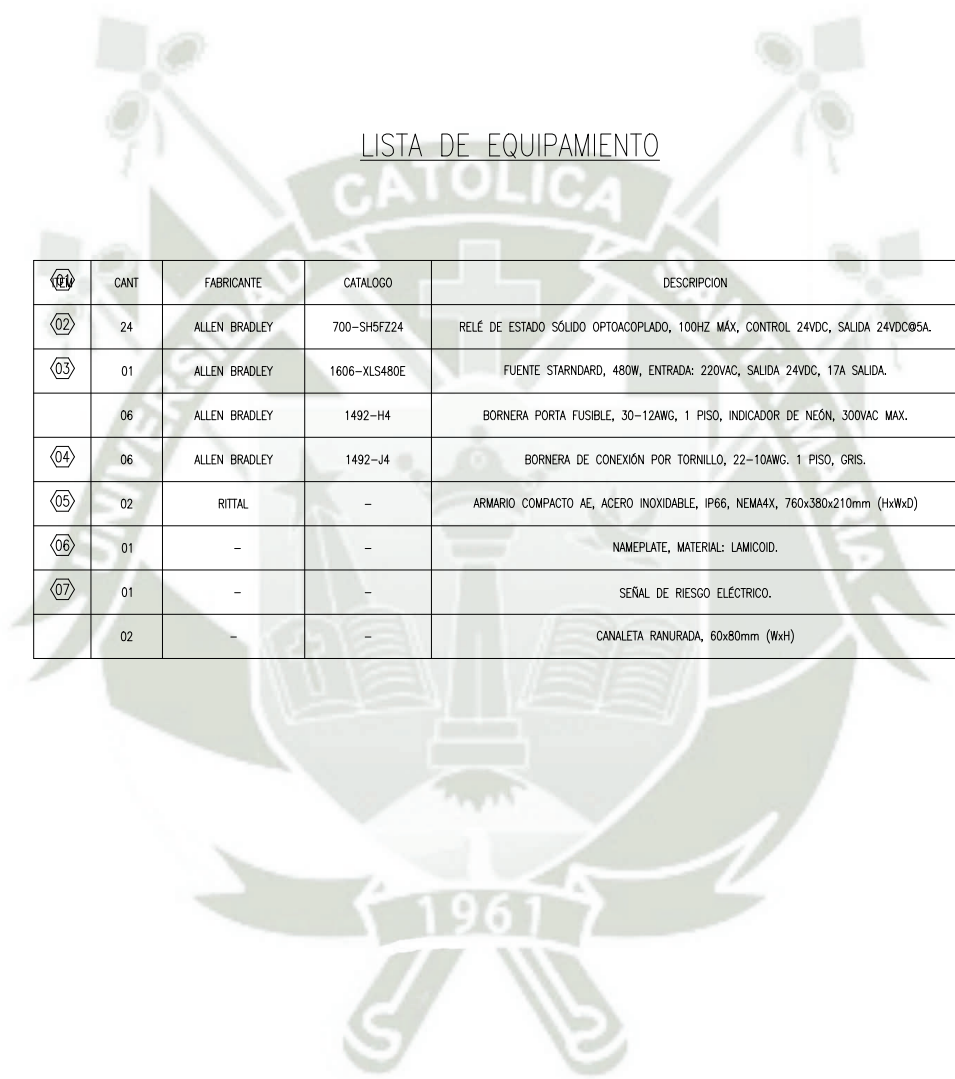 LISTA DE EQUIPAMIENTO
UNIVERSIDAD CATOLICA SANTA MARIA
ITEM 01 CANT FABRICANTE CATALOGO DESCRIPCION
02 24 ALLEN BRADLEY 700-SH5FZ24 RELÉ DE ESTADO SÓLIDO OPTOACOPLADO, 100HZ MÁX, CONTROL 24VDC, SALIDA 24VDC@5A.
03 01 ALLEN BRADLEY 1606-XLS480E FUENTE STARNDARD, 480W, ENTRADA: 220VAC, SALIDA 24VDC, 17A SALIDA.
06 ALLEN BRADLEY 1492-H4 BORNERA PORTA FUSIBLE, 30-12AWG, 1 PISO, INDICADOR DE NEÓN, 300VAC MAX.
04 06 ALLEN BRADLEY 1492-J4 BORNERA DE CONEXIÓN POR TORNILLO, 22-10AWG. 1 PISO, GRIS.
05 02 RITTAL - ARMARIO COMPACTO AE, ACERO INOXIDABLE, IP66, NEMA4X, 760x380x210mm (HxWxD)
06 01 - - NAMEPLATE, MATERIAL: LAMICOID.
07 01 - - SEÑAL DE RIESGO ELÉCTRICO.
02 - - CANALETA RANURADA, 60x80mm (WxH)
1961